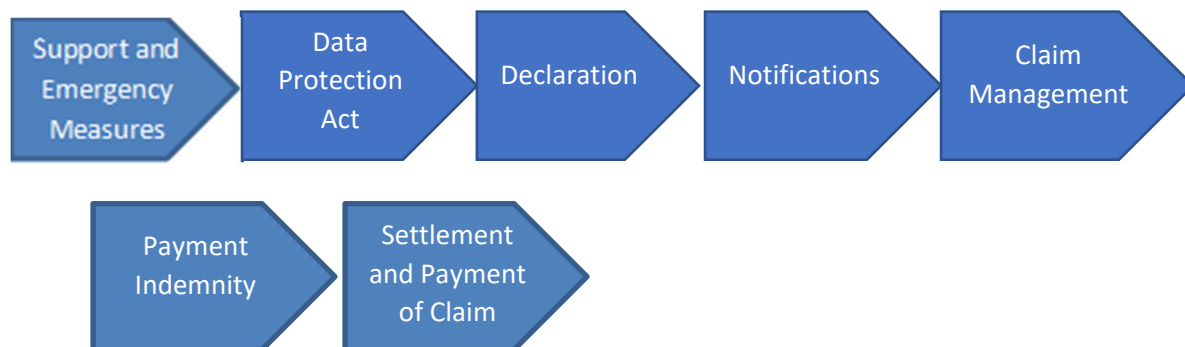 Support and
Emergency
Measures
Data
Protection
Act
Declaration
Notifications
Claim
Management
Payment
Indemnity
Settlement
and Payment
of Claim